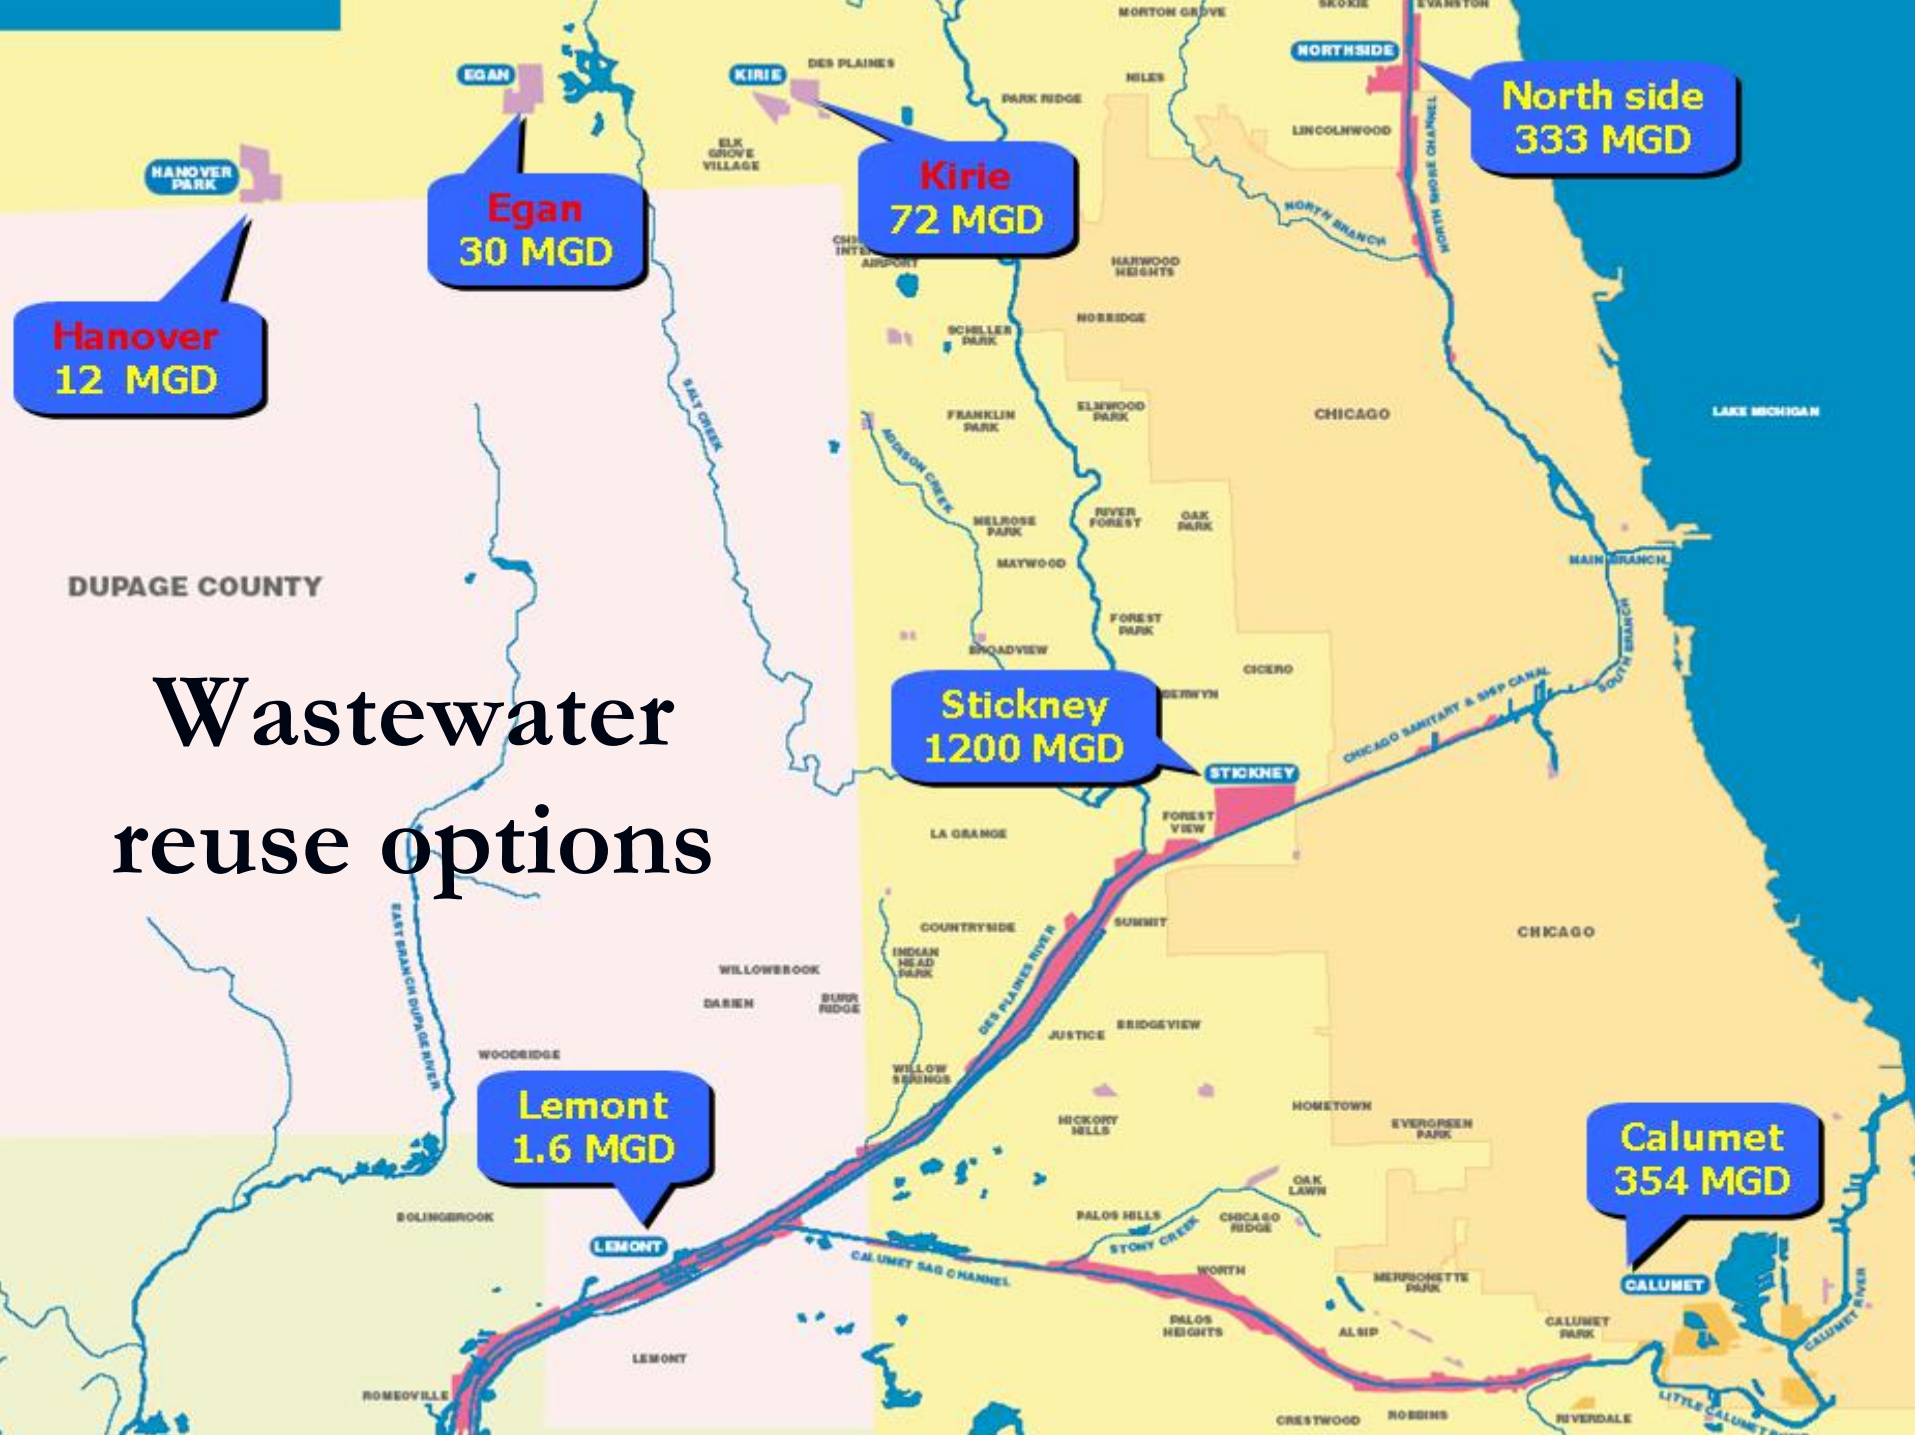 MORTON GROVE
SKOKIE
EVANSTON
NORTHSIDE
EGAN
KIRIE
DES PLAINES
NILES
PARK RIDGE
North side
333 MGD
LINCOLNWOOD
NORTH SHORE CHANNEL
ELK
GROVE
VILLAGE
HANOVER
PARK
Kirie
72 MGD
Egan
30 MGD
NORTH BRANCH
AIRPORT
HARWOOD
HEIGHTS
Hanover
12 MGD
NORRIDGE
SCHILLER
PARK
SALT CREEK
FRANKLIN
PARK
ELMWOOD
PARK
CHICAGO
LAKE MICHIGAN
ADDISON CREEK
MELROSE
PARK
RIVER
FOREST
OAK
PARK
MAYWOOD
MAIN BRANCH
DUPAGE COUNTY
FOREST
PARK
SOUTH BRANCH
BROADVIEW
CICERO
Wastewater
reuse options
Stickney
1200 MGD
BERWYN
CHICAGO SANITARY & SHIP CANAL
STICKNEY
FOREST
VIEW
LA GRANGE
EAST BRANCH DUPAGE RIVER
COUNTRYSIDE
SUMMIT
CHICAGO
INDIAN
HEAD
PARK
DES PLAINES RIVER
WILLOWBROOK
DARIEN
BURR
RIDGE
JUSTICE
BRIDGEVIEW
WOODRIDGE
WILLOW
SPRINGS
Lemont
1.6 MGD
HICKORY
HILLS
HOMETOWN
EVERGREEN
PARK
Calumet
354 MGD
OAK
LAWN
BOLINGBROOK
PALOS HILLS
CHICAGO
RIDGE
STONY CREEK
LEMONT
CALUMET SAG CHANNEL
WORTH
MERRIONETTE
PARK
CALUMET
CALUMET RIVER
PALOS
HEIGHTS
ALSIP
CALUMET
PARK
LEMONT
ROMEOVILLE
CRESTWOOD
ROBBINS
RIVERDALE
LITTLE CALUMET